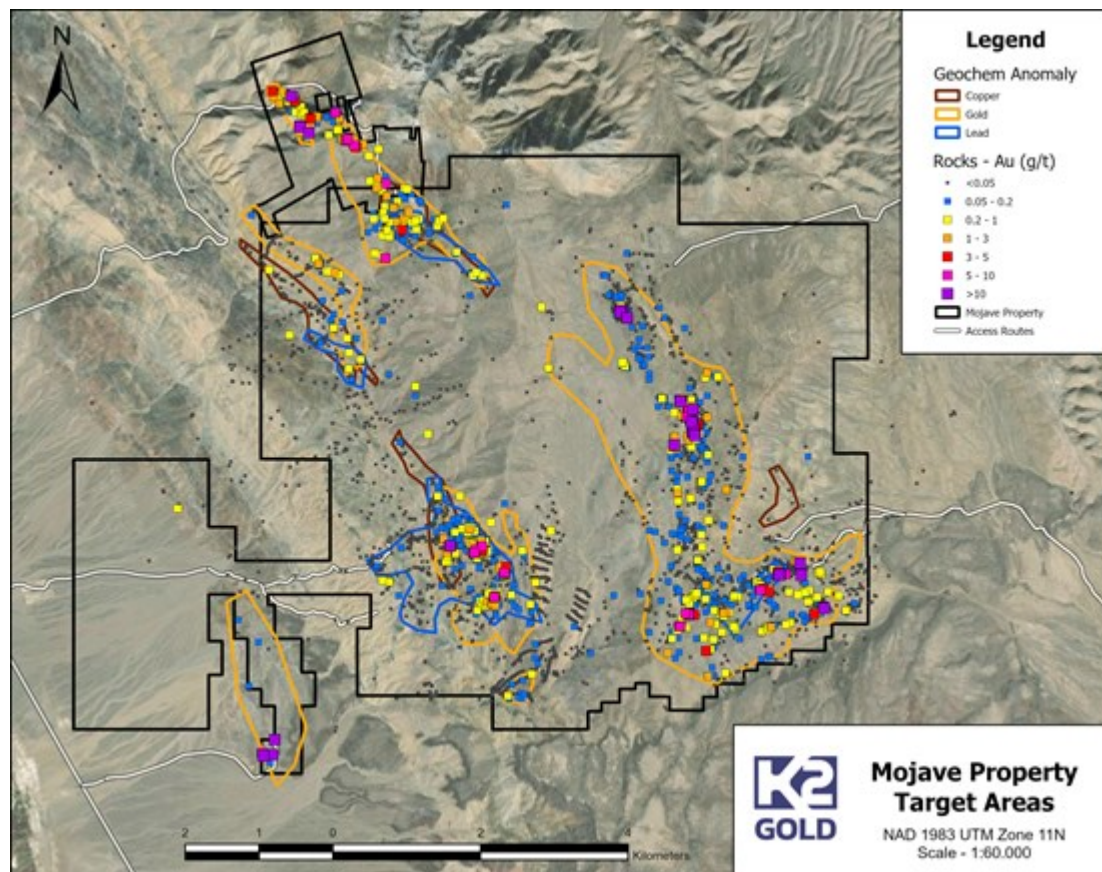 N
Legend
Geochem Anomaly
Copper
Gold
Lead
Rocks - Au (g/t)
<0.05
0.05 - 0.2
0.2 - 1
1 - 3
3 - 5
5 - 10
>10
Mojave Property
Access Routes
K2
GOLD
Mojave Property
Target Areas
NAD 1983 UTM Zone 11N
Scale - 1:60.000
2 1 0 2 4
Kilometers